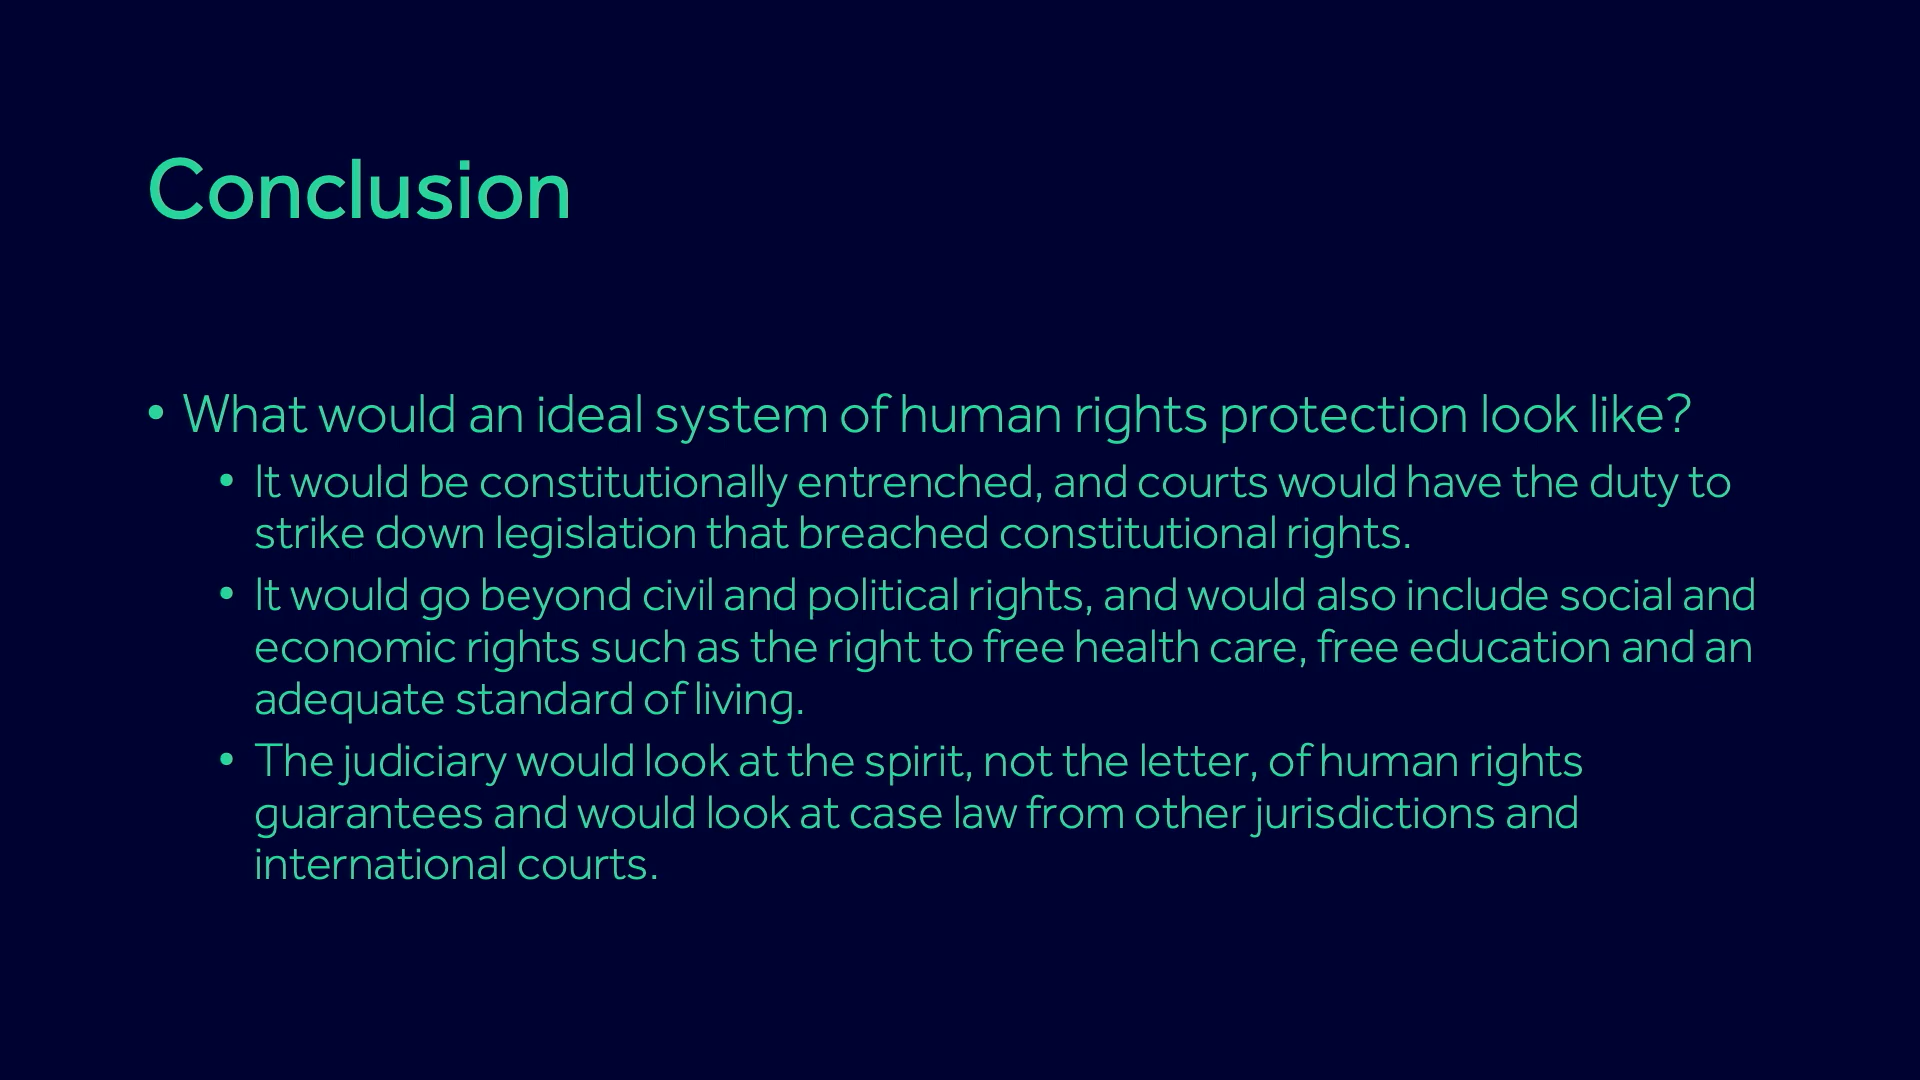 Conclusion
• What would an ideal system of human rights protection look like?
• It would be constitutionally entrenched, and courts would have the duty to
strike down legislation that breached constitutional rights.
• It would go beyond civil and political rights, and would also include social and
economic rights such as the right to free health care, free education and an
adequate standard of living.
• The judiciary would look at the spirit, not the letter, of human rights
guarantees and would look at case law from other jurisdictions and
international courts.